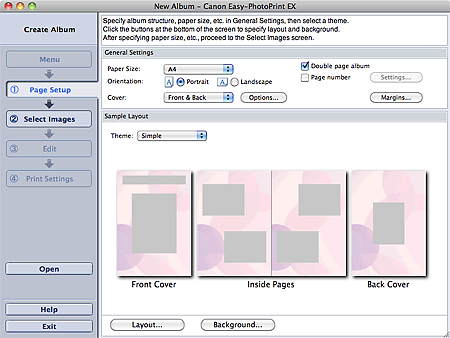 New Album - Canon Easy-PhotoPrint EX
Create Album
Specify album structure, paper size, etc. in General Settings, then select a theme.
Click the buttons at the bottom of the screen to specify layout and background.
After specifying paper size, etc., proceed to the Select Images screen.
Menu
① Page Setup
② Select Images
③ Edit
④ Print Settings
Open
Help
Exit
General Settings
Paper Size: A4
Double page album
Orientation: A Portrait A Landscape
Page number Settings...
Cover: Front & Back Options... Margins...
Sample Layout
Theme: Simple
Front Cover Inside Pages Back Cover
Layout... Background...